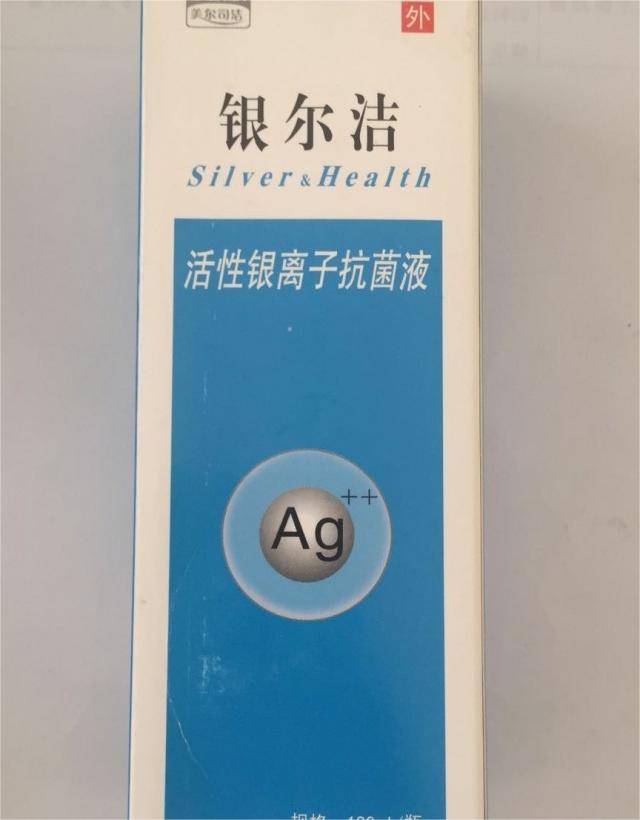 美尔司洁
外
银尔洁
Silver & Health
活性银离子抗菌液
Ag++